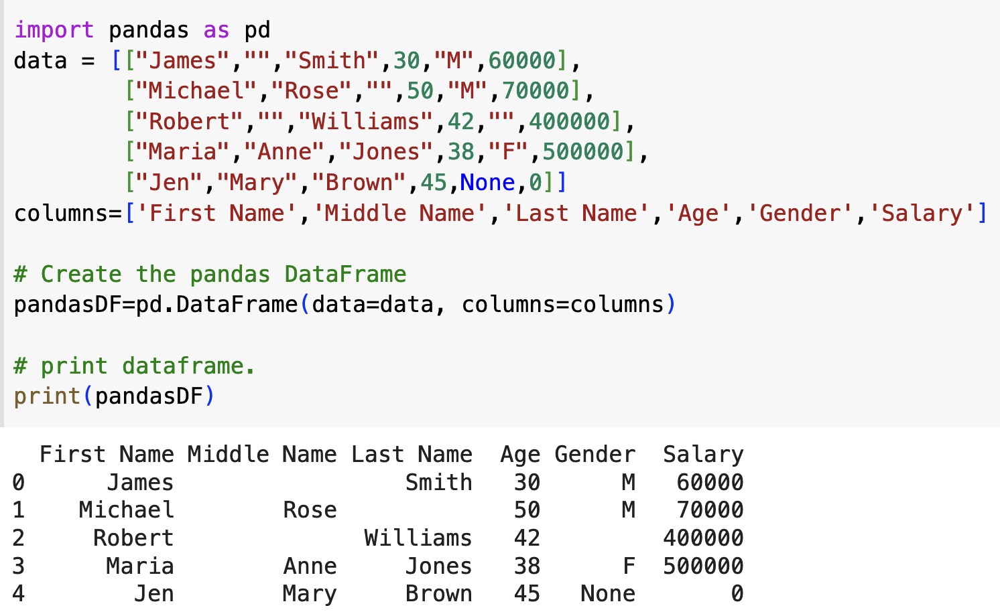 import pandas as pd
data = [["James","","Smith",30,"M",60000],
["Michael","Rose","",50,"M",70000],
["Robert","","Williams",42,"",400000],
["Maria","Anne","Jones",38,"F",500000],
["Jen","Mary","Brown",45,None,0]]
columns=['First Name','Middle Name','Last Name','Age','Gender','Salary']
# Create the pandas DataFrame
pandasDF=pd.DataFrame(data=data, columns=columns)
# print dataframe.
print(pandasDF)
First Name Middle Name Last Name Age Gender Salary
0 James Smith 30 M 60000
1 Michael Rose 50 M 70000
2 Robert Williams 42 400000
3 Maria Anne Jones 38 F 500000
4 Jen Mary Brown 45 None 0